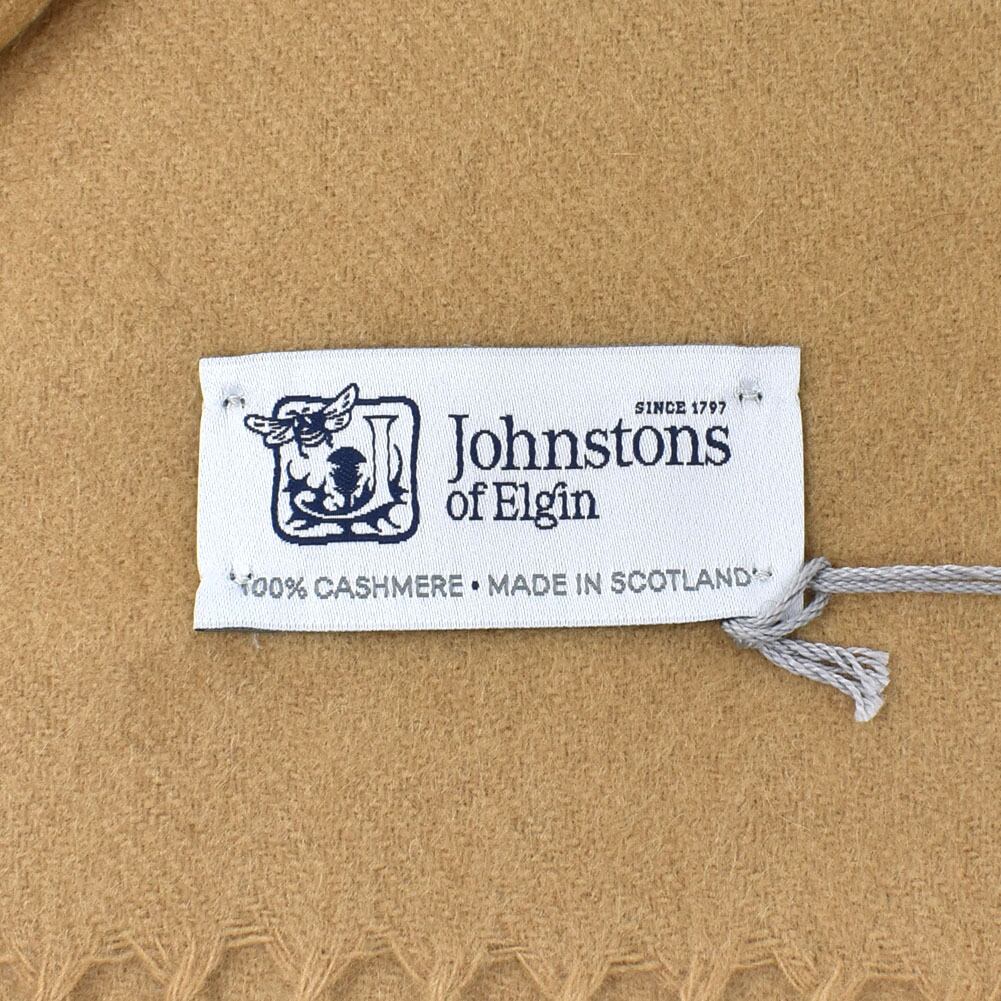 SINCE 1797
Johnstons
of Elgin
100% CASHMERE • MADE IN SCOTLAND